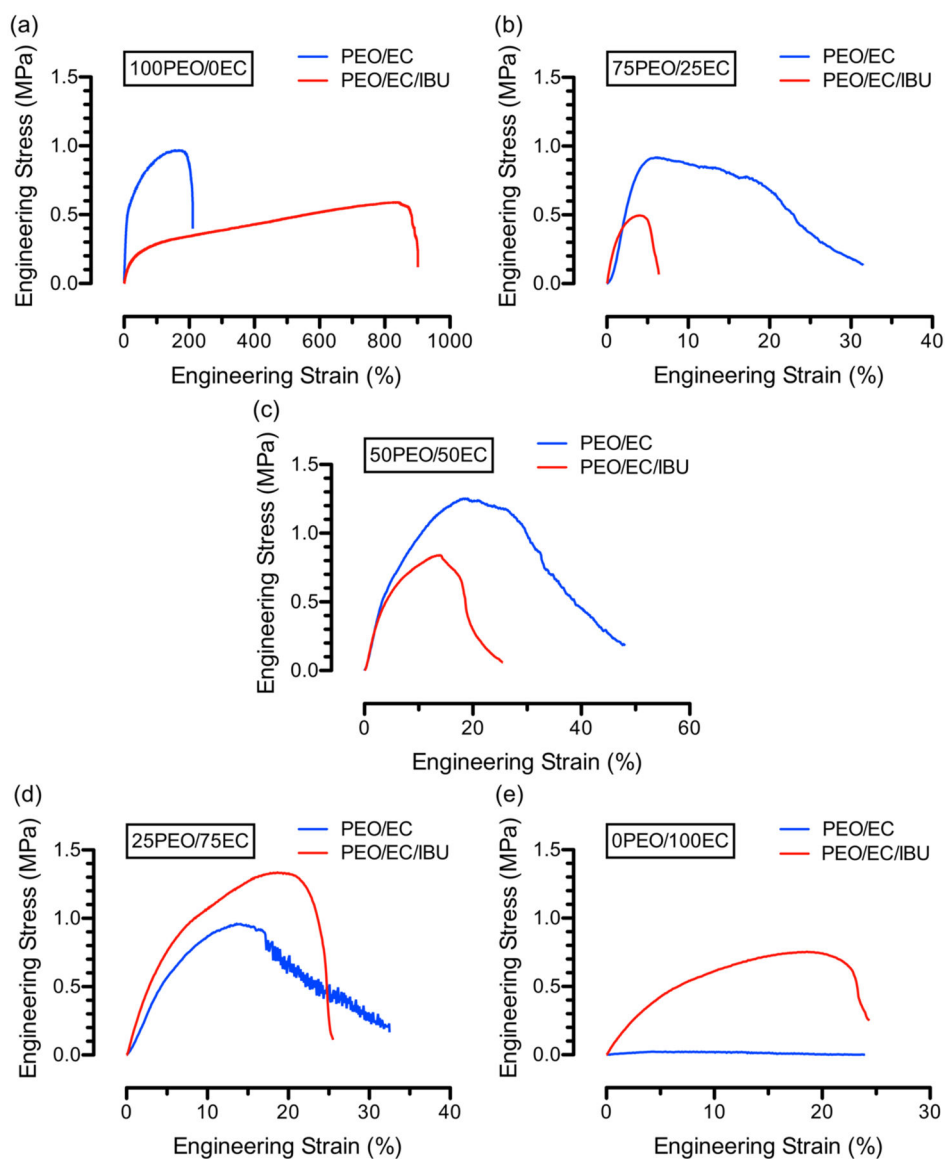 (a)
100PEO/0EC
PEO/EC
PEO/EC/IBU
Engineering Stress (MPa)
1.5
1.0
0.5
0.0
0 200 400 600 800 1000
Engineering Strain (%)
(b)
75PEO/25EC
PEO/EC
PEO/EC/IBU
Engineering Stress (MPa)
1.5
1.0
0.5
0.0
0 10 20 30 40
Engineering Strain (%)
(c)
50PEO/50EC
PEO/EC
PEO/EC/IBU
Engineering Stress (MPa)
1.5
1.0
0.5
0.0
0 20 40 60
Engineering Strain (%)
(d)
25PEO/75EC
PEO/EC
PEO/EC/IBU
Engineering Stress (MPa)
1.5
1.0
0.5
0.0
0 10 20 30 40
Engineering Strain (%)
(e)
0PEO/100EC
PEO/EC
PEO/EC/IBU
Engineering Stress (MPa)
1.5
1.0
0.5
0.0
0 10 20 30
Engineering Strain (%)